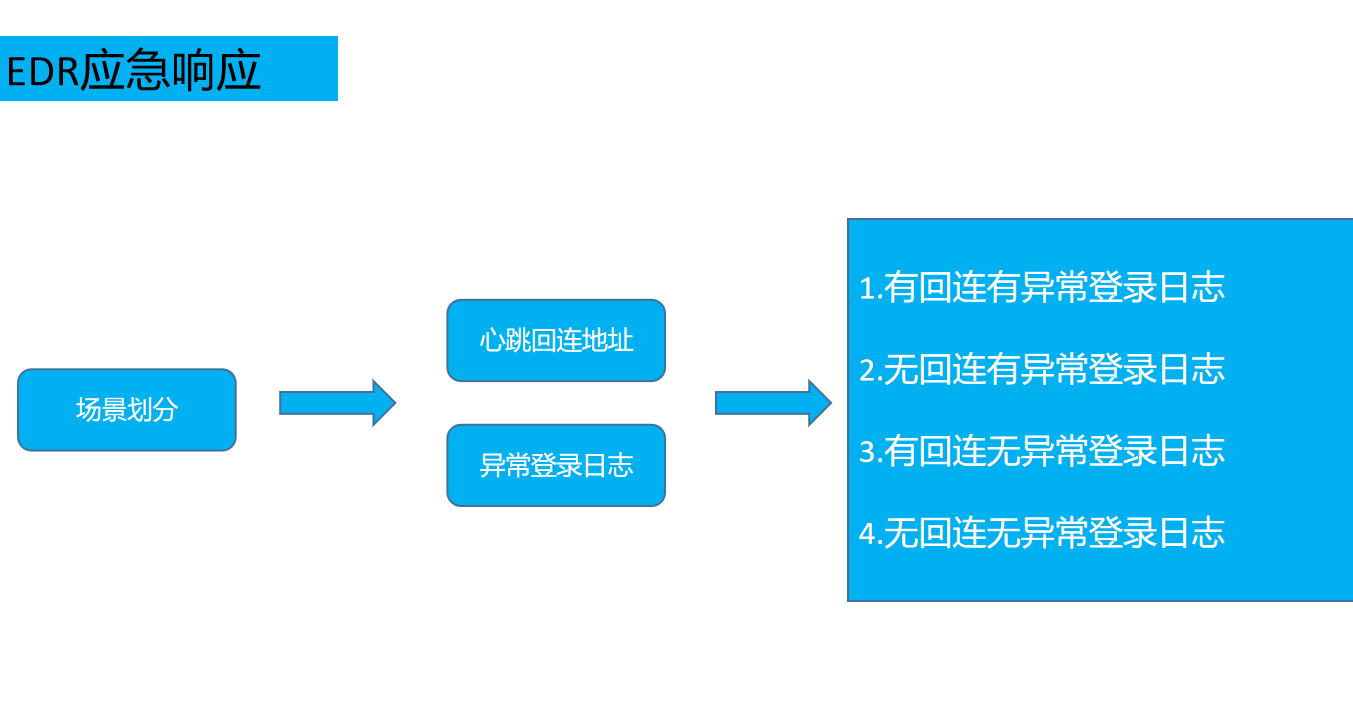 EDR应急响应
场景划分
心跳回连地址
异常登录日志
1.有回连有异常登录日志
2.无回连有异常登录日志
3.有回连无异常登录日志
4.无回连无异常登录日志